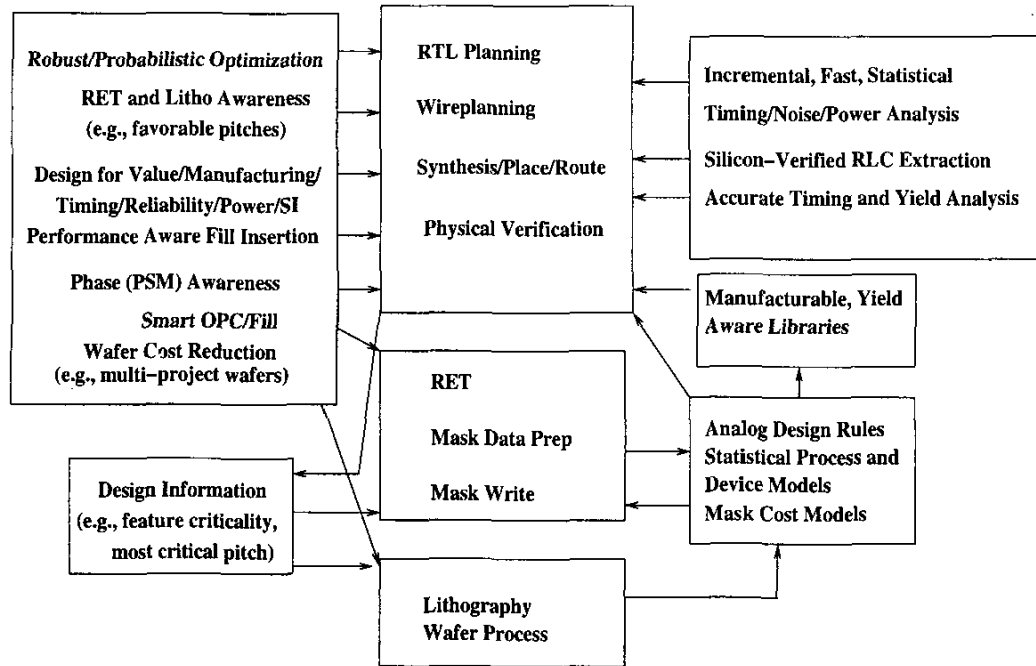 Robust/Probabilistic Optimization
RET and Litho Awareness
(e.g., favorable pitches)
Design for Value/Manufacturing/
Timing/Reliability/Power/SI
Performance Aware Fill Insertion
Phase (PSM) Awareness
Smart OPC/Fill
Wafer Cost Reduction
(e.g., multi-project wafers)
RTL Planning
Wireplanning
Synthesis/Place/Route
Physical Verification
Incremental, Fast, Statistical
Timing/Noise/Power Analysis
Silicon-Verified RLC Extraction
Accurate Timing and Yield Analysis
Manufacturable, Yield
Aware Libraries
RET
Mask Data Prep
Mask Write
Analog Design Rules
Statistical Process and
Device Models
Mask Cost Models
Design Information
(e.g., feature criticality,
most critical pitch)
Lithography
Wafer Process